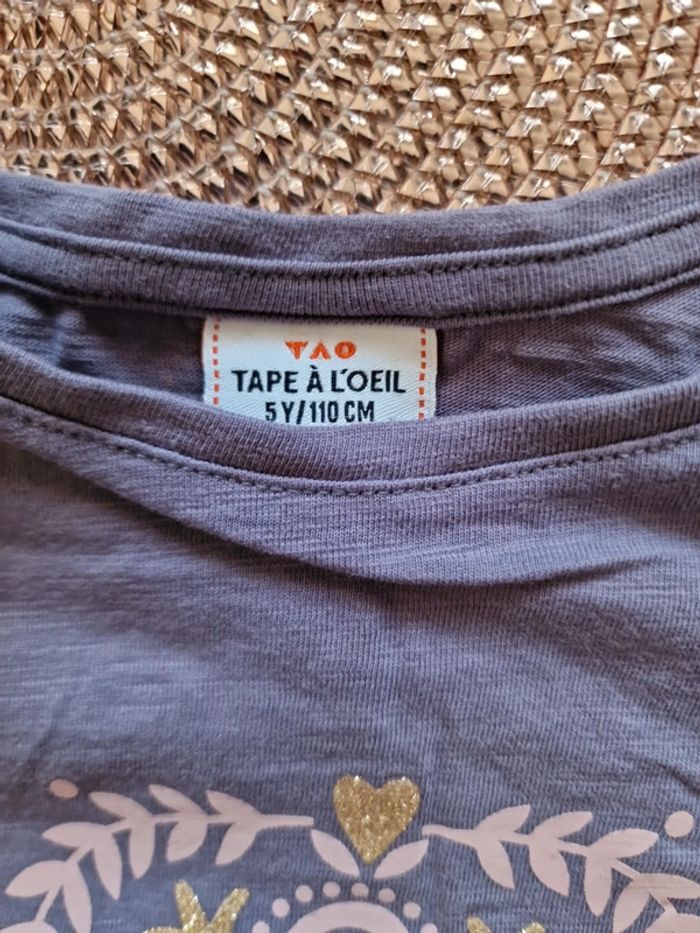 TAO
TAPE À L'OEIL
5 Y/110 CM